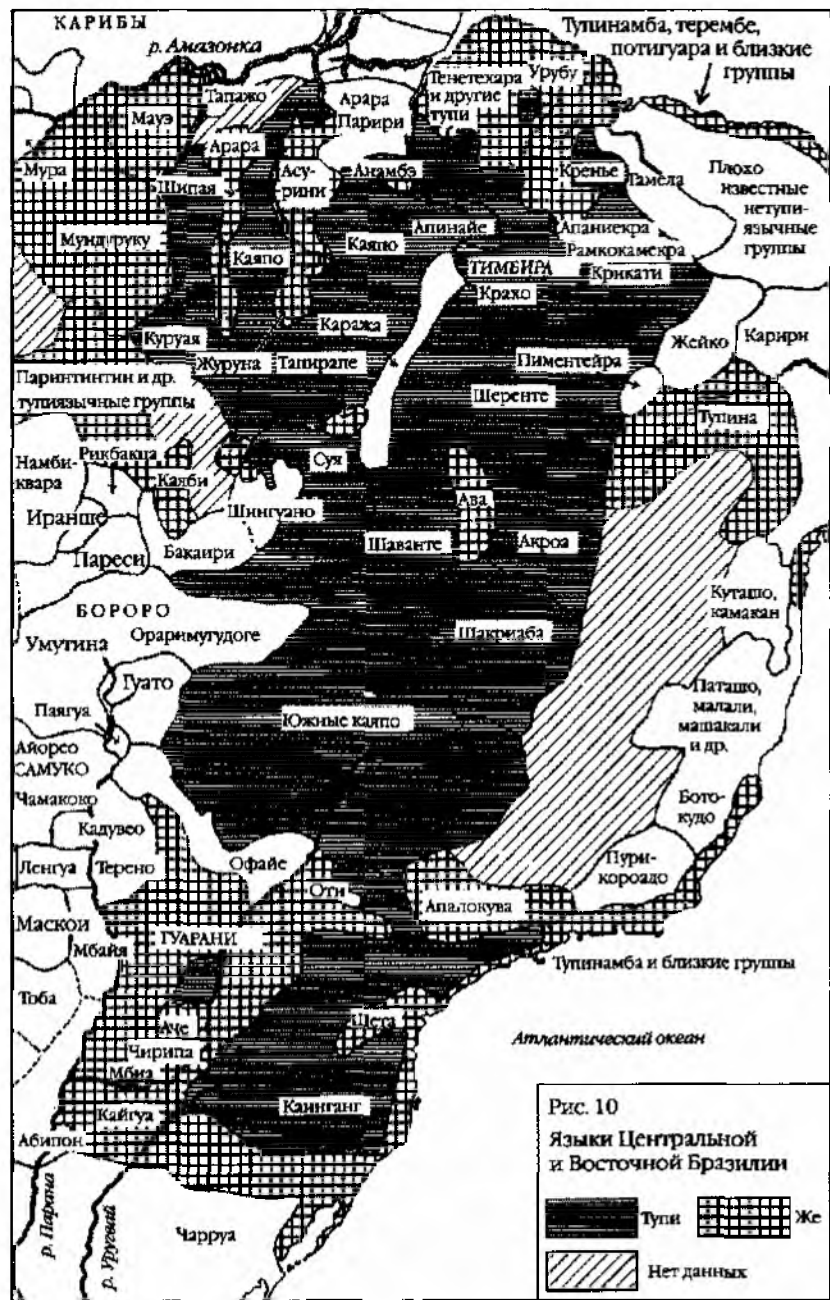 КАРИБЫ
р. Амазонка
Тупинамба, терембе,
потигуара и близкие
группы
Тапажо
Арара
Парири
Тенетехара
и другие
тупи
Урубу
Мауэ
Мура
Арара
Шипая
Асу-
рини
Анамбэ
Кренье
Тамела
Плохо
известные
нетупи-
язычные
группы
Мундуруку
Каяпо
Каяпо
Апинайе
Апаниекра
Рамкокамекра
ТИМБИРА
Крикати
Крахо
Куруая
Каража
Журуна
Тапирапе
Пиментейра
Жейко
Карири
Паринтинтин и др.
тупиязычные группы
Шеренте
Тупина
Намби-
квара
Рикбакца
Каяби
Суя
Шингуано
Ава
Иранше
Пареси
Бакаири
Шаванте
Акроа
БОРОРО
Умутина
Ораримугудоге
Шакриаба
Куташо,
камакан
Гуато
Паягуа
Южные каяпо
Паташо,
малали,
машакали
и др.
Айорео
САМУКО
Чамакоко
Кадувео
Бото-
кудо
Ленгуа
Терено
Офайе
Пури-
короадо
Оти
Апапокува
Маскои
Мбайя
ГУАРАНИ
Тупинамба и близкие группы
Тоба
Аче
Шета
Чирипа
Мбиа
Атлантический океан
Кайгуа
Каинганг
Абипон
р. Парана
р. Уругвай
Чарруа
Рис. 10
Языки Центральной
и Восточной Бразилии
Тупи
Же
Нет данных